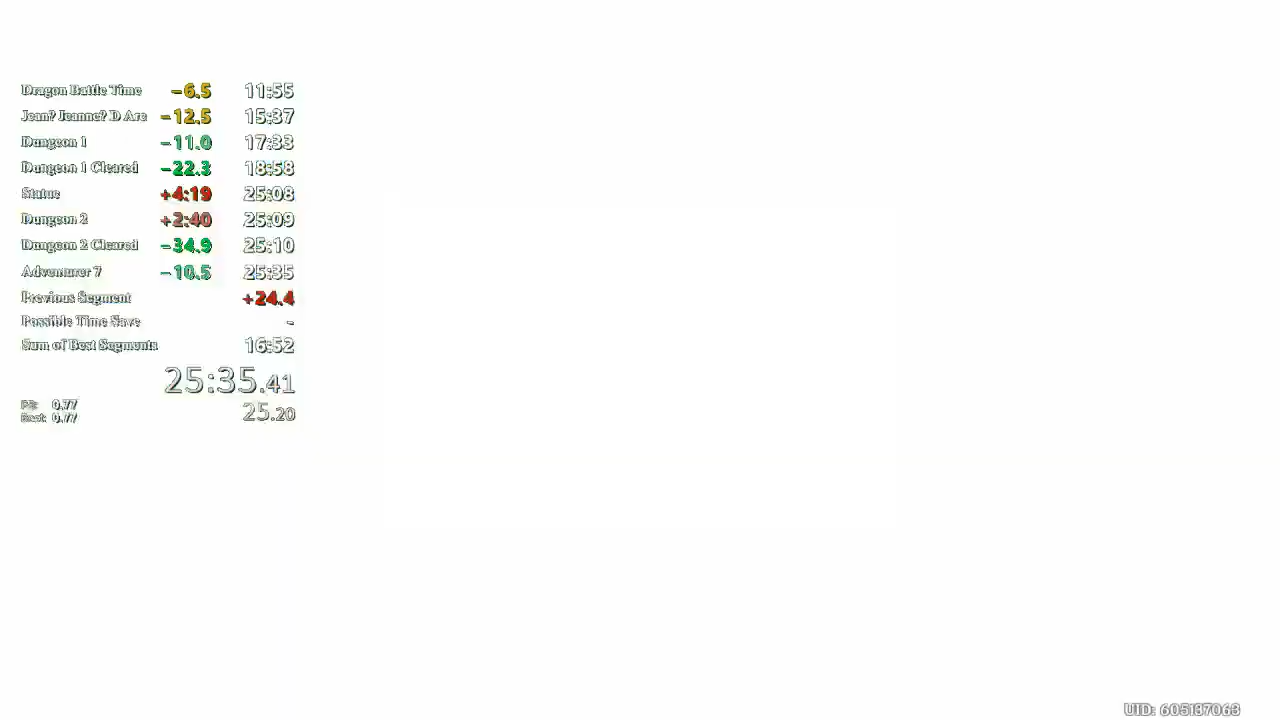 Dragon Battle Time -6.5 11:55
Jean? Jeanne? D Arc -12.5 15:37
Dungeon 1 -11.0 17:33
Dungeon 1 Cleared -22.3 18:58
Statue +4:19 25:08
Dungeon 2 +2:40 25:09
Dungeon 2 Cleared -34.9 25:10
Adventurer 7 -10.5 25:35
Previous Segment +24.4
Possible Time Save -
Sum of Best Segments 16:52
25:35.41
PB: 0.77
Best: 0.77
25.20
UID: 605137063